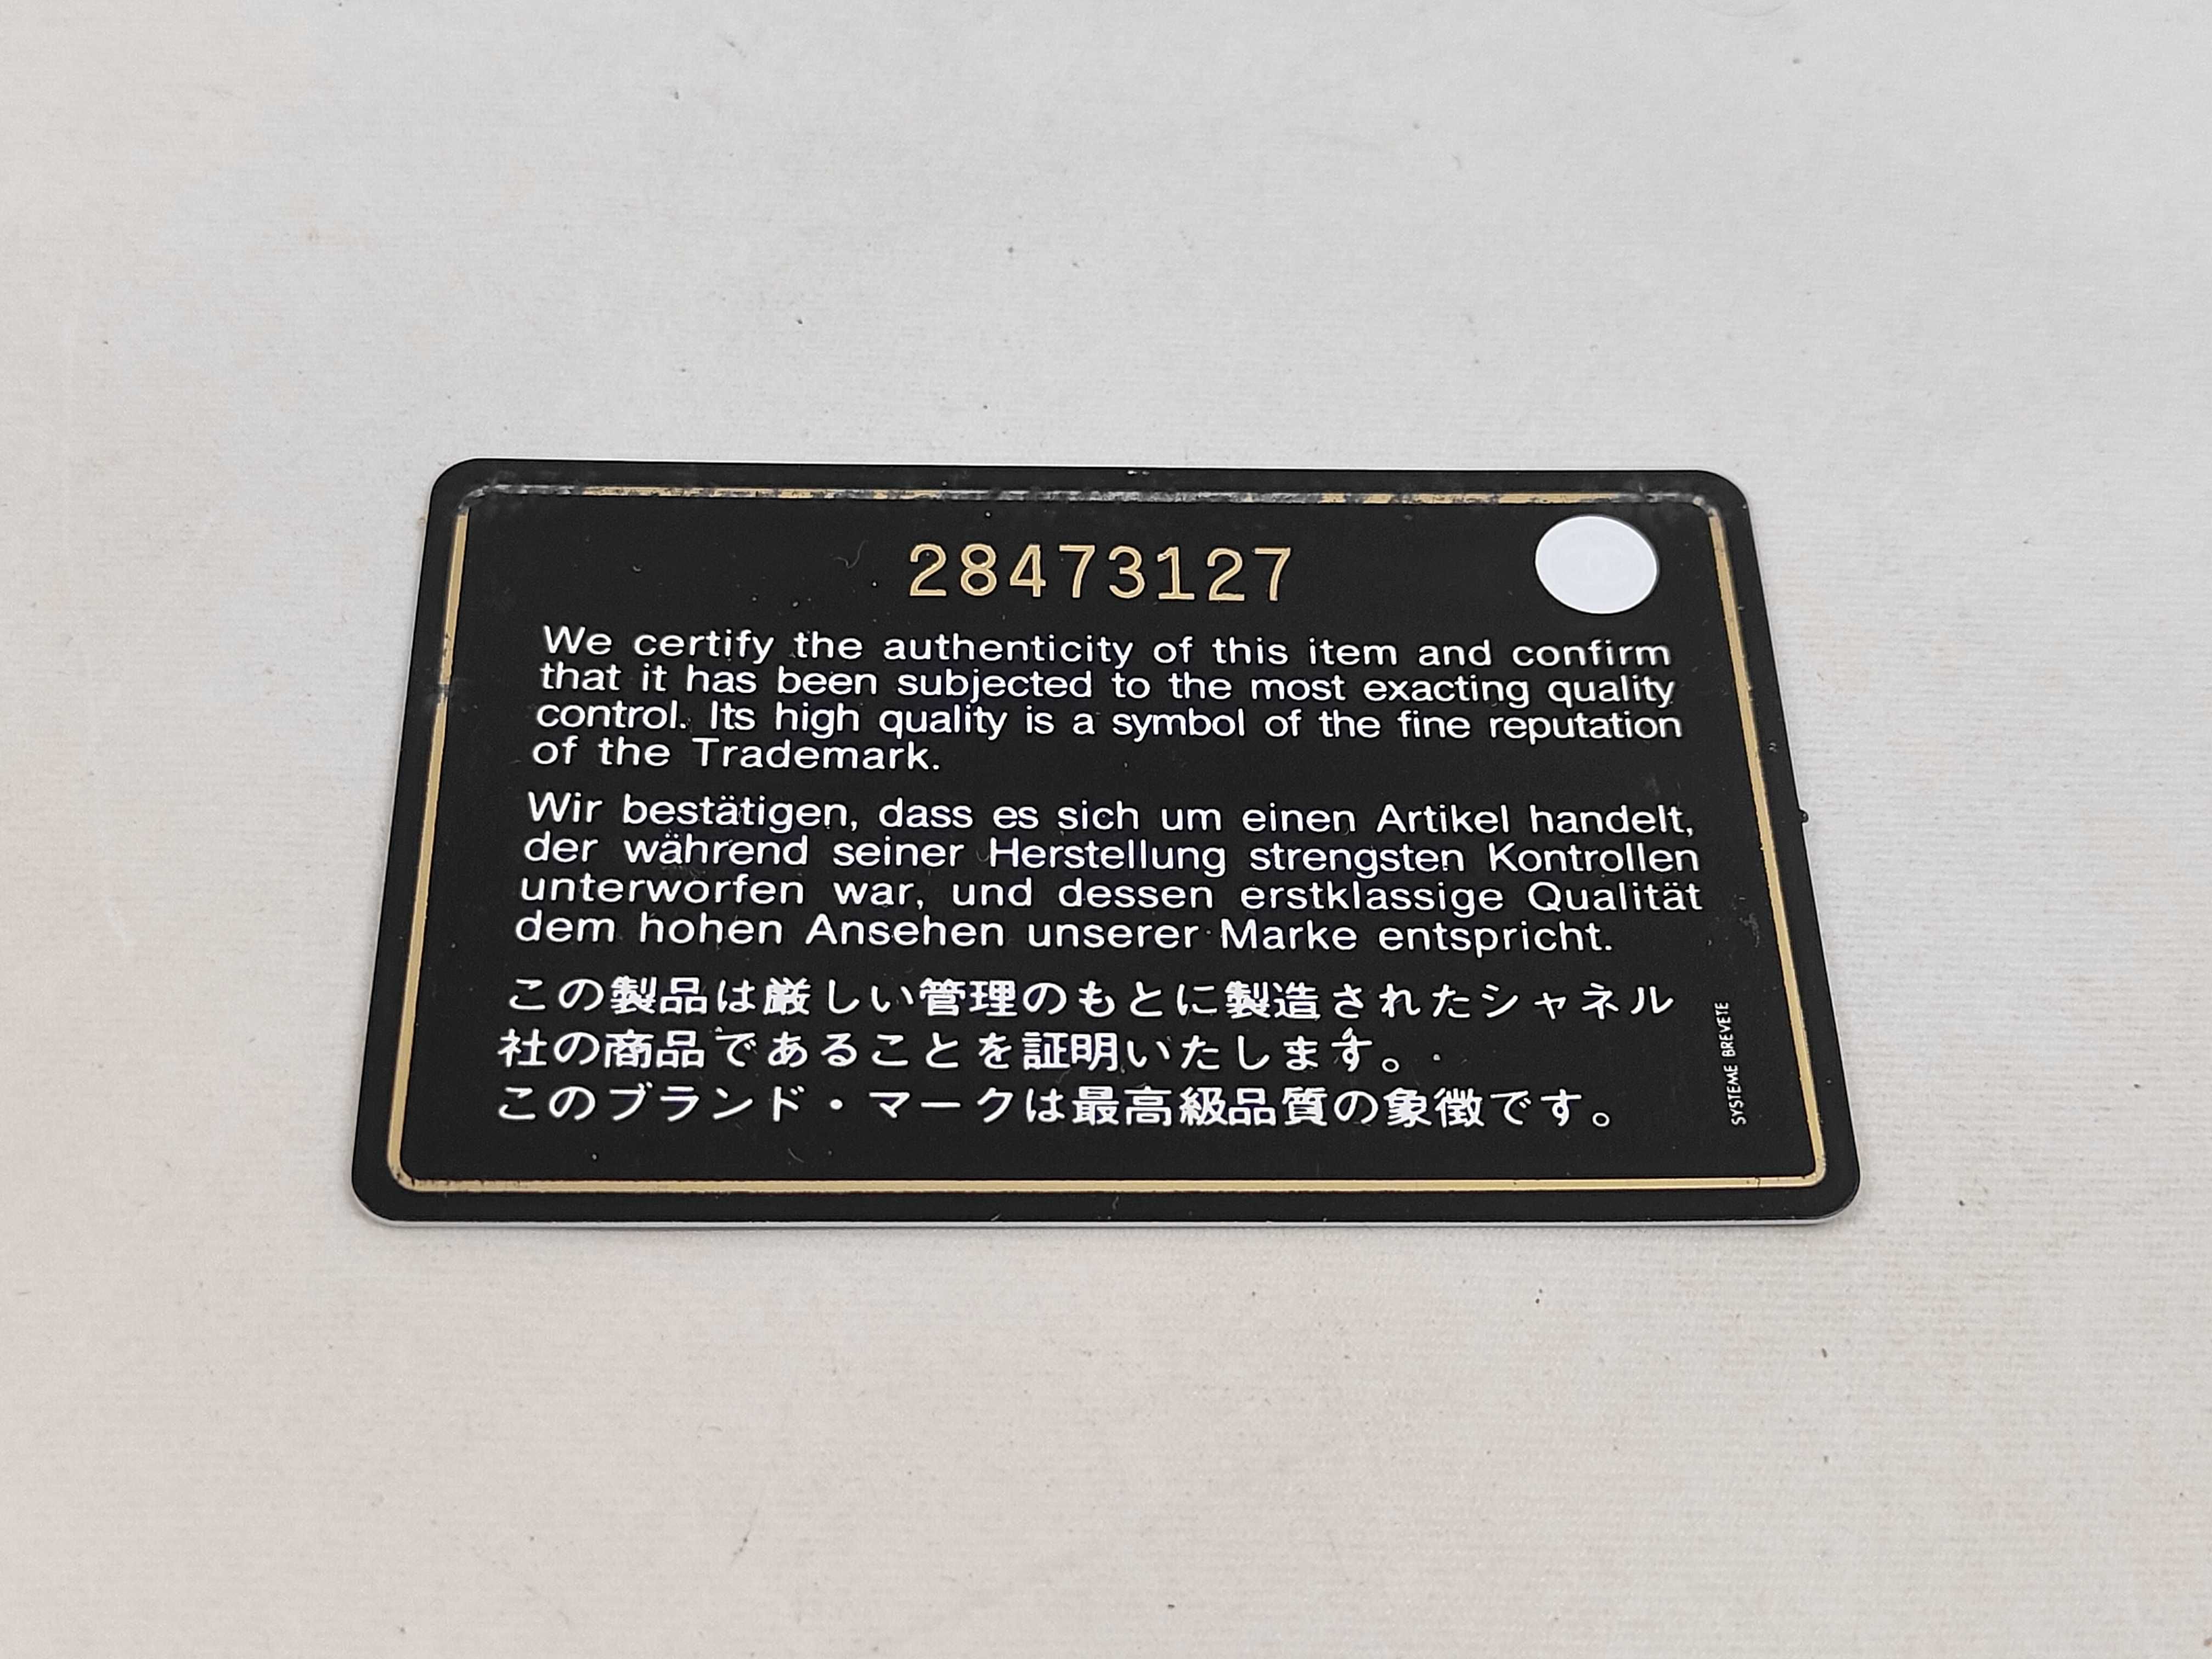 28473127
We certify the authenticity of this item and confirm
that it has been subjected to the most exacting quality
control. Its high quality is a symbol of the fine reputation
of the Trademark.
Wir bestätigen, dass es sich um einen Artikel handelt,
der während seiner Herstellung strengsten Kontrollen
unterworfen war, und dessen erstklassige Qualität
dem hohen Ansehen unserer Marke entspricht.
この製品は厳しい管理のもとに製造されたシャネル
社の商品であることを証明いたします。
このブランド・マークは最高級品質の象徴です。
SYSTEME BREVETE